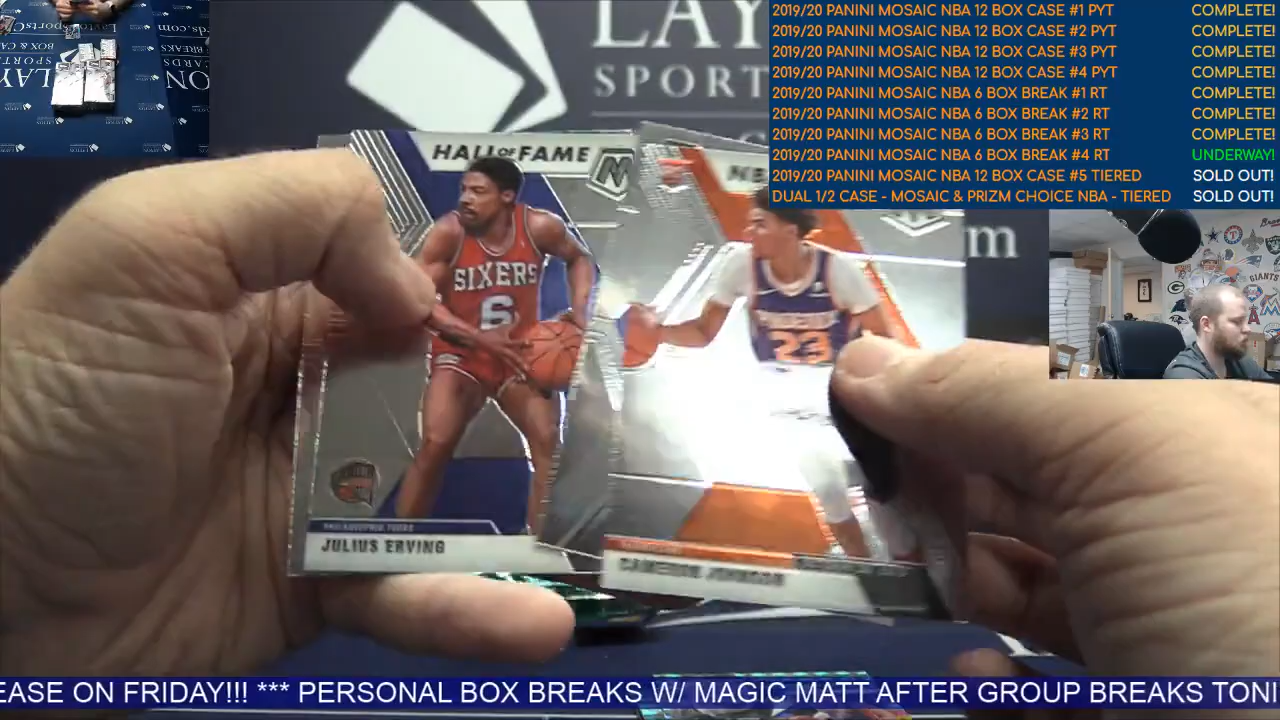 2019/20 PANINI MOSAIC NBA 12 BOX CASE #1 PYT COMPLETE!
2019/20 PANINI MOSAIC NBA 12 BOX CASE #2 PYT COMPLETE!
2019/20 PANINI MOSAIC NBA 12 BOX CASE #3 PYT COMPLETE!
2019/20 PANINI MOSAIC NBA 12 BOX CASE #4 PYT COMPLETE!
2019/20 PANINI MOSAIC NBA 6 BOX BREAK #1 RT COMPLETE!
2019/20 PANINI MOSAIC NBA 6 BOX BREAK #2 RT COMPLETE!
2019/20 PANINI MOSAIC NBA 6 BOX BREAK #3 RT COMPLETE!
2019/20 PANINI MOSAIC NBA 6 BOX BREAK #4 RT UNDERWAY!
2019/20 PANINI MOSAIC NBA 12 BOX CASE #5 TIERED SOLD OUT!
DUAL 1/2 CASE - MOSAIC & PRIZM CHOICE NBA - TIERED SOLD OUT!
LAY
SPORT
HALL OF FAME
SIXERS
6
23
GIANTS
JULIUS ERVING
CAMERON JOHNSON
EASE ON FRIDAY!!! *** PERSONAL BOX BREAKS W/ MAGIC MATT AFTER GROUP BREAKS TONI